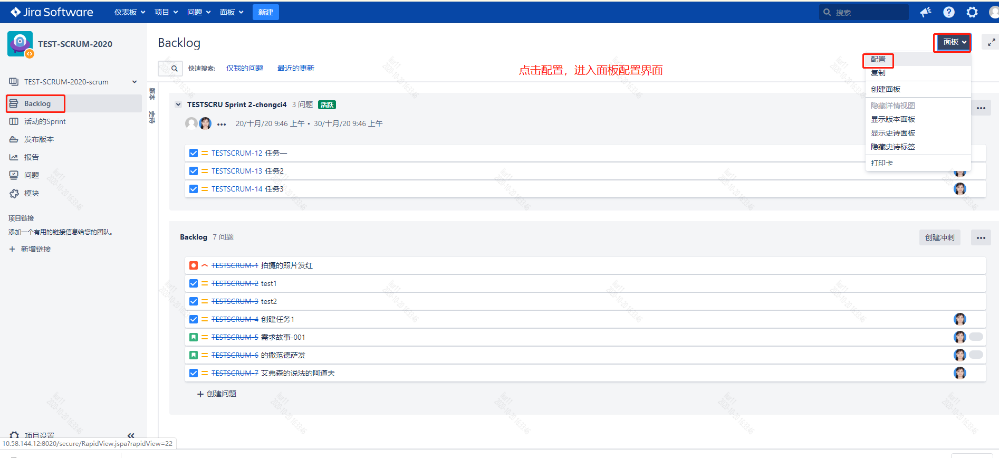 Jira Software 仪表板 项目 问题 面板 新建 搜索
TEST-SCRUM-2020
TEST-SCRUM-2020-scrum
Backlog
活动的Sprint
发布版本
报告
问题
模块
项目链接
添加一个有用的链接信息给您的团队。
新增链接
项目设置
10.58.144.12:8020/secure/RapidView.jspa?rapidView=22
Backlog
面板
快速搜索: 仅我的问题 最近的更新
点击配置，进入面板配置界面
配置
复制
创建面板
隐藏详情视图
显示版本面板
显示史诗面板
隐藏史诗标签
打印卡
版本
史诗
TESTSCRU Sprint 2-chongci4 3 问题 活跃
20/十月/20 9:46 上午 • 30/十月/20 9:46 上午
TESTSCRUM-12 任务一
TESTSCRUM-13 任务2
TESTSCRUM-14 任务3
Backlog 7 问题
创建冲刺
TESTSCRUM-1 拍摄的照片发红
TESTSCRUM-2 test1
TESTSCRUM-3 test2
TESTSCRUM-4 创建任务1
TESTSCRUM-5 需求故事-001
TESTSCRUM-6 的撒范德萨发
TESTSCRUM-7 艾弗森的说法的阿道夫
创建问题